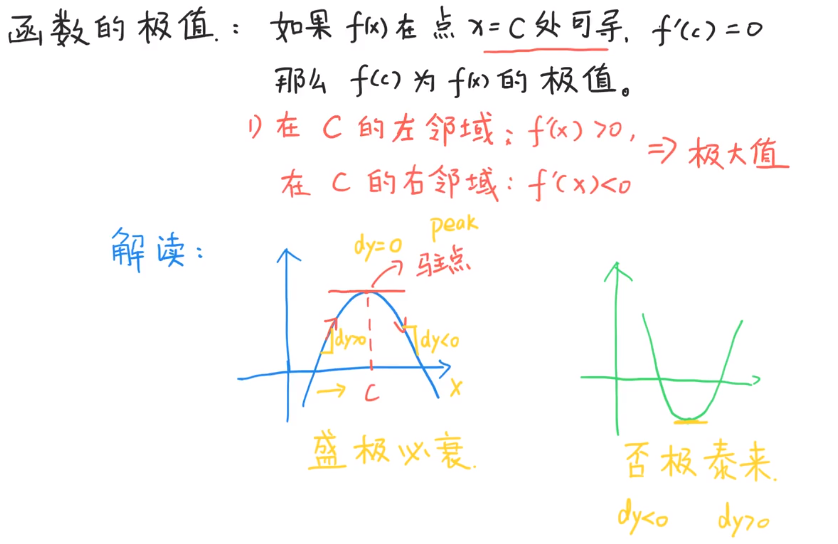 函数的极值.: 如果 f(x) 在点 x=C 处可导, f'(c)=0
那么 f(c) 为 f(x) 的极值。
1) 在 C 的左邻域: f'(x)>0,
在 C 的右邻域: f'(x)<0
=> 极大值
解读:
dy=0
peak
驻点
dy>0
dy<0
C
X
盛极必衰.
否极泰来.
dy<0 dy>0